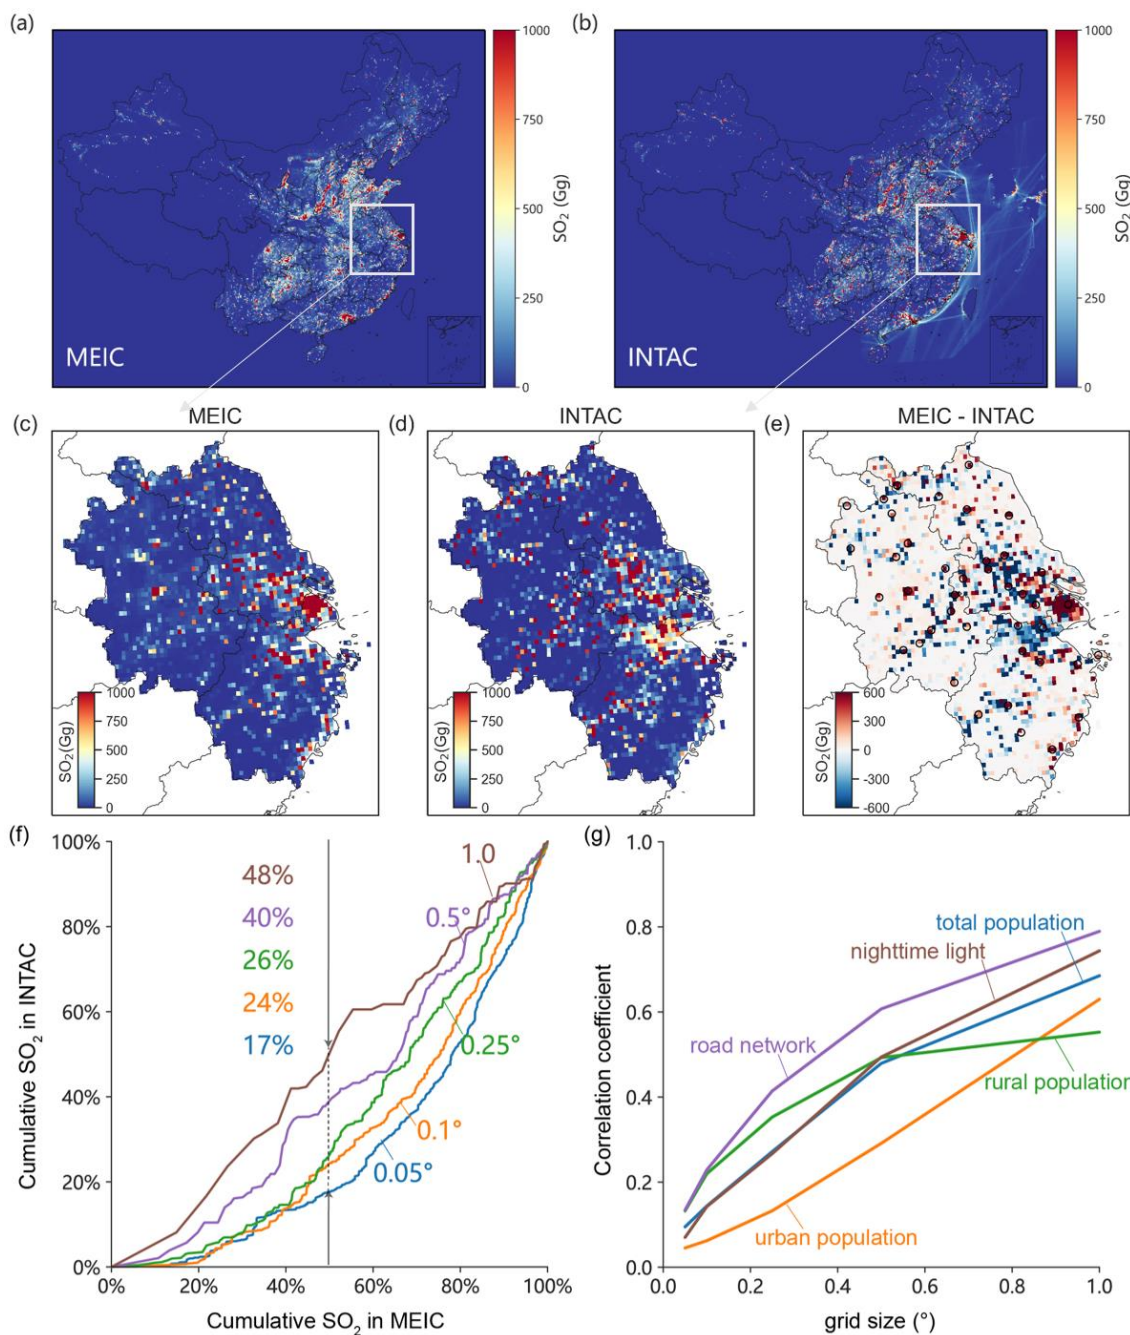 (a)
1000
750
500
250
0
SO2 (Gg)
MEIC
(b)
1000
750
500
250
0
SO2 (Gg)
INTAC
(c)
MEIC
1000
750
500
250
0
SO2(Gg)
(d)
INTAC
1000
750
500
250
0
SO2(Gg)
(e)
MEIC - INTAC
600
300
0
-300
-600
SO2(Gg)
(f)
100%
80%
60%
40%
20%
0%
Cumulative SO2 in INTAC
48%
40%
26%
24%
17%
1.0
0.5°
0.25°
0.1°
0.05°
0%
20%
40%
60%
80%
100%
Cumulative SO2 in MEIC
(g)
1.0
0.8
0.6
0.4
0.2
0.0
Correlation coefficient
total population
nighttime light
road network
rural population
urban population
0.0
0.2
0.4
0.6
0.8
1.0
grid size (°)